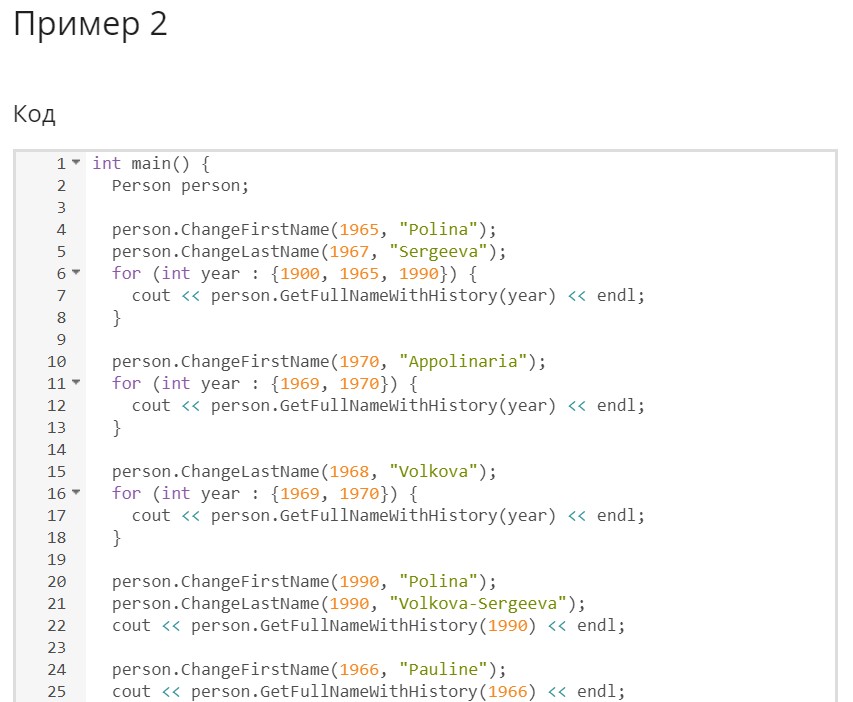 Пример 2
Код
1 int main() {
2   Person person;
3
4   person.ChangeFirstName(1965, "Polina");
5   person.ChangeLastName(1967, "Sergeeva");
6   for (int year : {1900, 1965, 1990}) {
7     cout << person.GetFullNameWithHistory(year) << endl;
8   }
9
10   person.ChangeFirstName(1970, "Appolinaria");
11   for (int year : {1969, 1970}) {
12     cout << person.GetFullNameWithHistory(year) << endl;
13   }
14
15   person.ChangeLastName(1968, "Volkova");
16   for (int year : {1969, 1970}) {
17     cout << person.GetFullNameWithHistory(year) << endl;
18   }
19
20   person.ChangeFirstName(1990, "Polina");
21   person.ChangeLastName(1990, "Volkova-Sergeeva");
22   cout << person.GetFullNameWithHistory(1990) << endl;
23
24   person.ChangeFirstName(1966, "Pauline");
25   cout << person.GetFullNameWithHistory(1966) << endl;